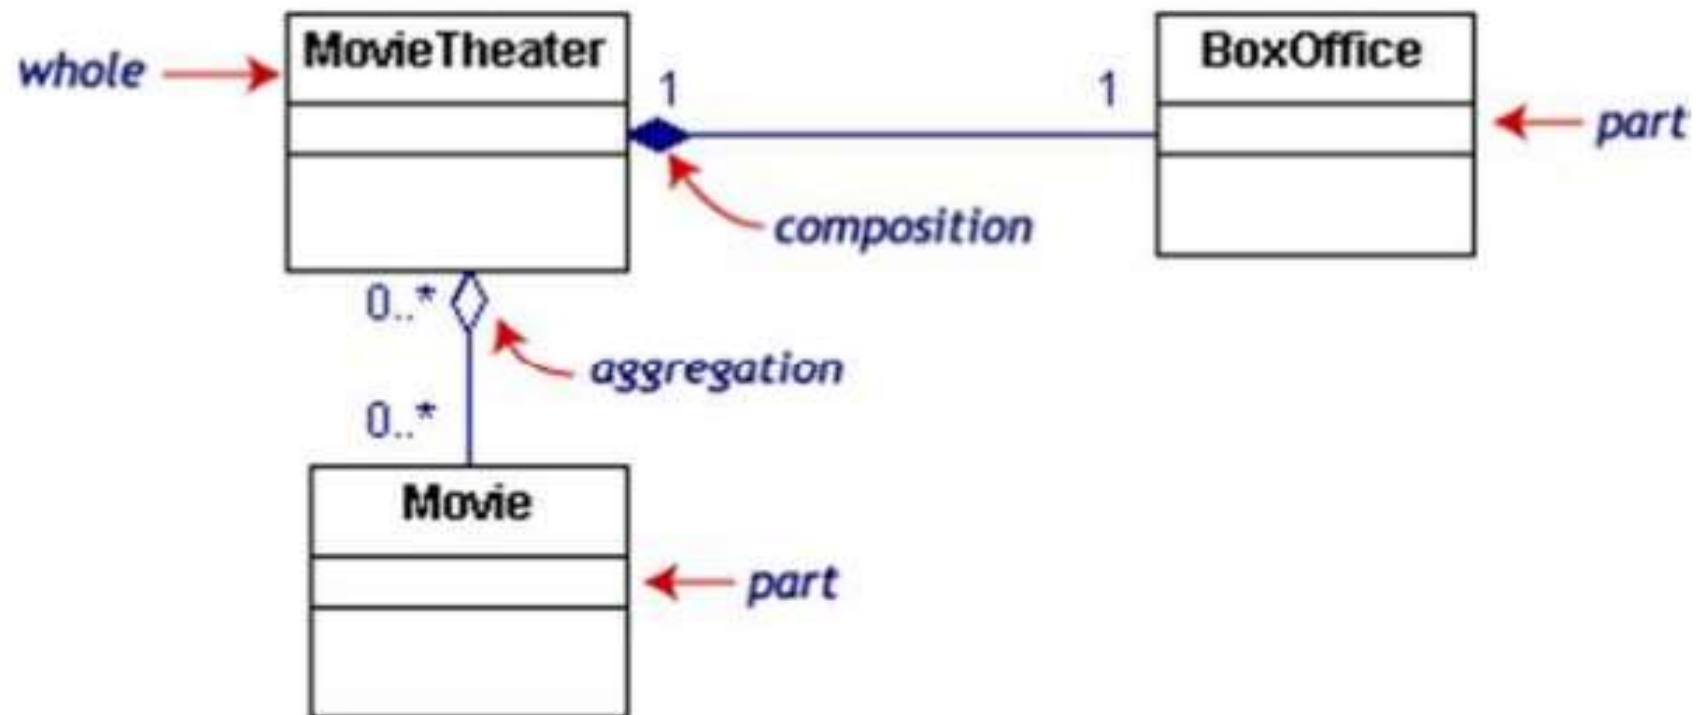 whole
MovieTheater
BoxOffice
1
1
part
composition
0..*
aggregation
0..*
Movie
part